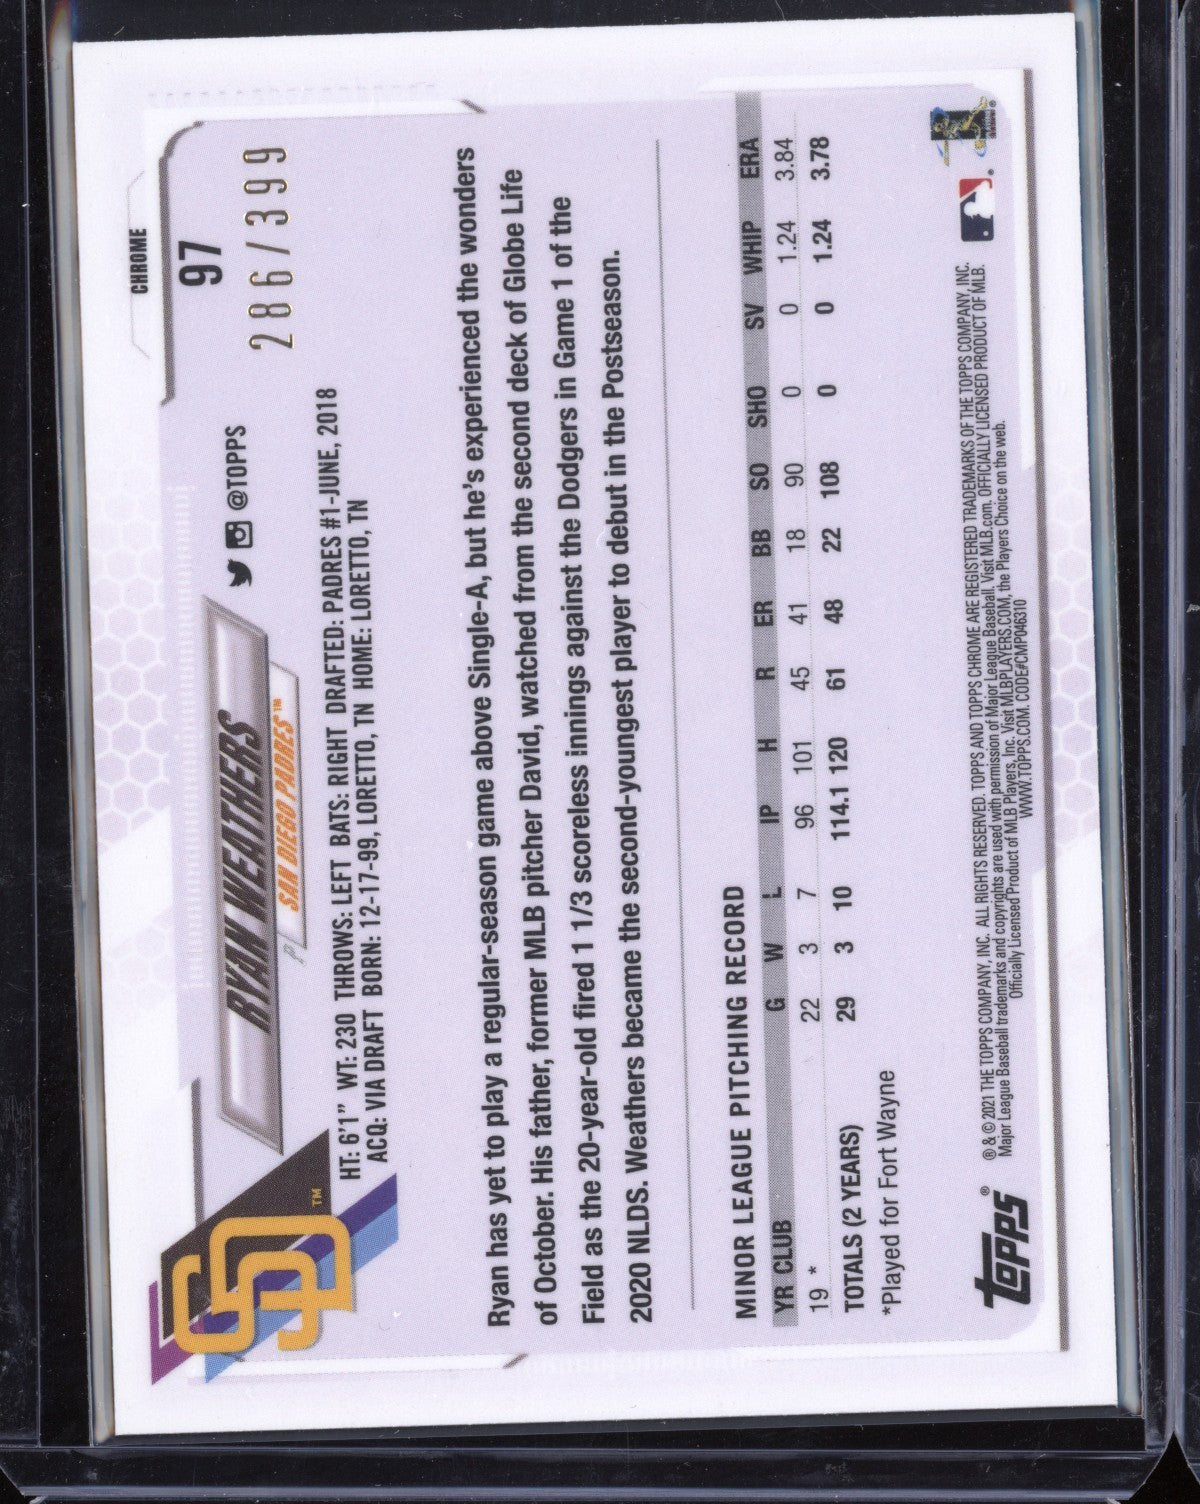 CHROME
97
286/399
RYAN WEATHERS
@TOPPS
P SAN DIEGO PADRES™
SD ™
HT: 6'1" WT: 230 THROWS: LEFT BATS: RIGHT DRAFTED: PADRES #1-JUNE, 2018
ACQ: VIA DRAFT BORN: 12-17-99, LORETTO, TN HOME: LORETTO, TN
Ryan has yet to play a regular-season game above Single-A, but he's experienced the wonders
of October. His father, former MLB pitcher David, watched from the second deck of Globe Life
Field as the 20-year-old fired 1 1/3 scoreless innings against the Dodgers in Game 1 of the
2020 NLDS. Weathers became the second-youngest player to debut in the Postseason.
MINOR LEAGUE PITCHING RECORD
YR CLUB G W L IP H R ER BB SO SHO SV WHIP ERA
19 * 22 3 7 96 101 45 41 18 90 0 0 1.24 3.84
TOTALS (2 YEARS) 29 3 10 114.1 120 61 48 22 108 0 0 1.24 3.78
*Played for Fort Wayne
TOPPS®
® & © 2021 THE TOPPS COMPANY, INC. ALL RIGHTS RESERVED. TOPPS AND TOPPS CHROME ARE REGISTERED TRADEMARKS OF THE TOPPS COMPANY, INC.
Major League Baseball trademarks and copyrights are used with permission of Major League Baseball. Visit MLB.com. OFFICIALLY LICENSED PRODUCT OF MLB.
Officially Licensed Product of MLB Players, Inc. Visit MLBPLAYERS.COM, the Players Choice on the web.
WWW.TOPPS.COM. CODE#CMP046310